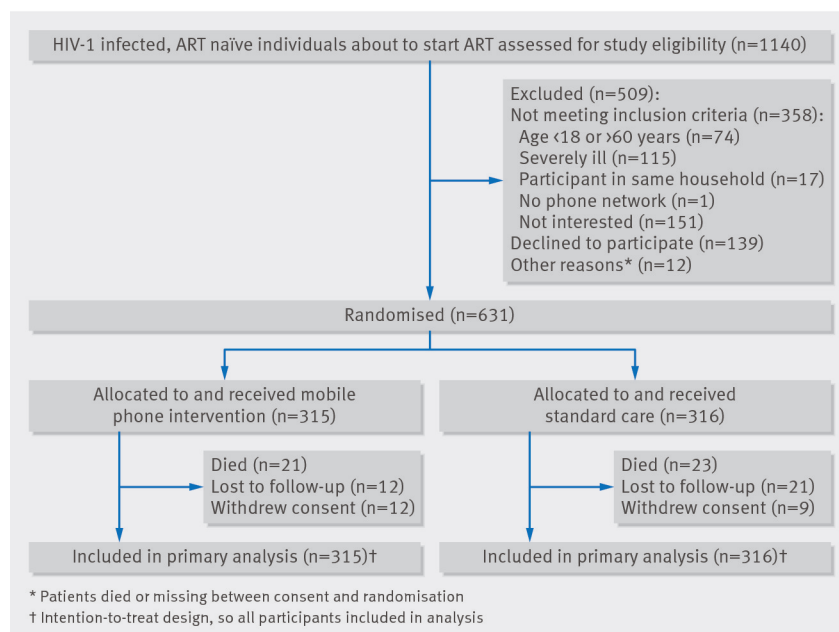 HIV-1 infected, ART naïve individuals about to start ART assessed for study eligibility (n=1140)
Excluded (n=509):
Not meeting inclusion criteria (n=358):
Age <18 or >60 years (n=74)
Severely ill (n=115)
Participant in same household (n=17)
No phone network (n=1)
Not interested (n=151)
Declined to participate (n=139)
Other reasons* (n=12)
Randomised (n=631)
Allocated to and received mobile
phone intervention (n=315)
Allocated to and received
standard care (n=316)
Died (n=21)
Lost to follow-up (n=12)
Withdrew consent (n=12)
Died (n=23)
Lost to follow-up (n=21)
Withdrew consent (n=9)
Included in primary analysis (n=315)†
Included in primary analysis (n=316)†
* Patients died or missing between consent and randomisation
† Intention-to-treat design, so all participants included in analysis